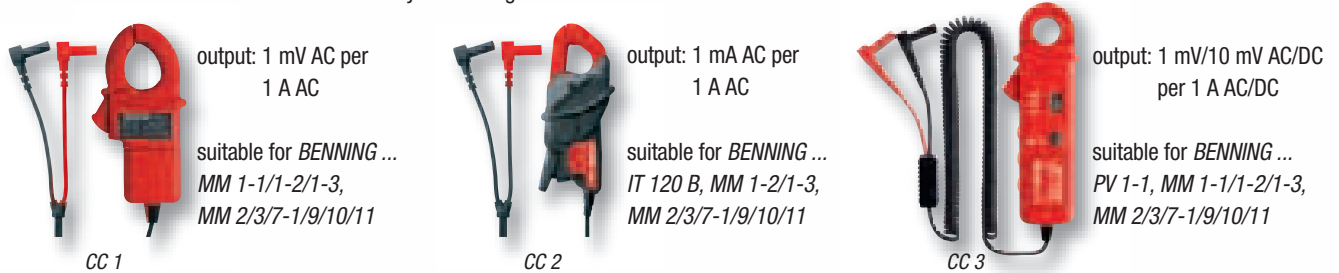 output: 1 mV AC per
1 A AC
suitable for BENNING ...
MM 1-1/1-2/1-3,
MM 2/3/7-1/9/10/11
CC 1
output: 1 mA AC per
1 A AC
suitable for BENNING ...
IT 120 B, MM 1-2/1-3,
MM 2/3/7-1/9/10/11
CC 2
output: 1 mV/10 mV AC/DC
per 1 A AC/DC
suitable for BENNING ...
PV 1-1, MM 1-1/1-2/1-3,
MM 2/3/7-1/9/10/11
CC 3